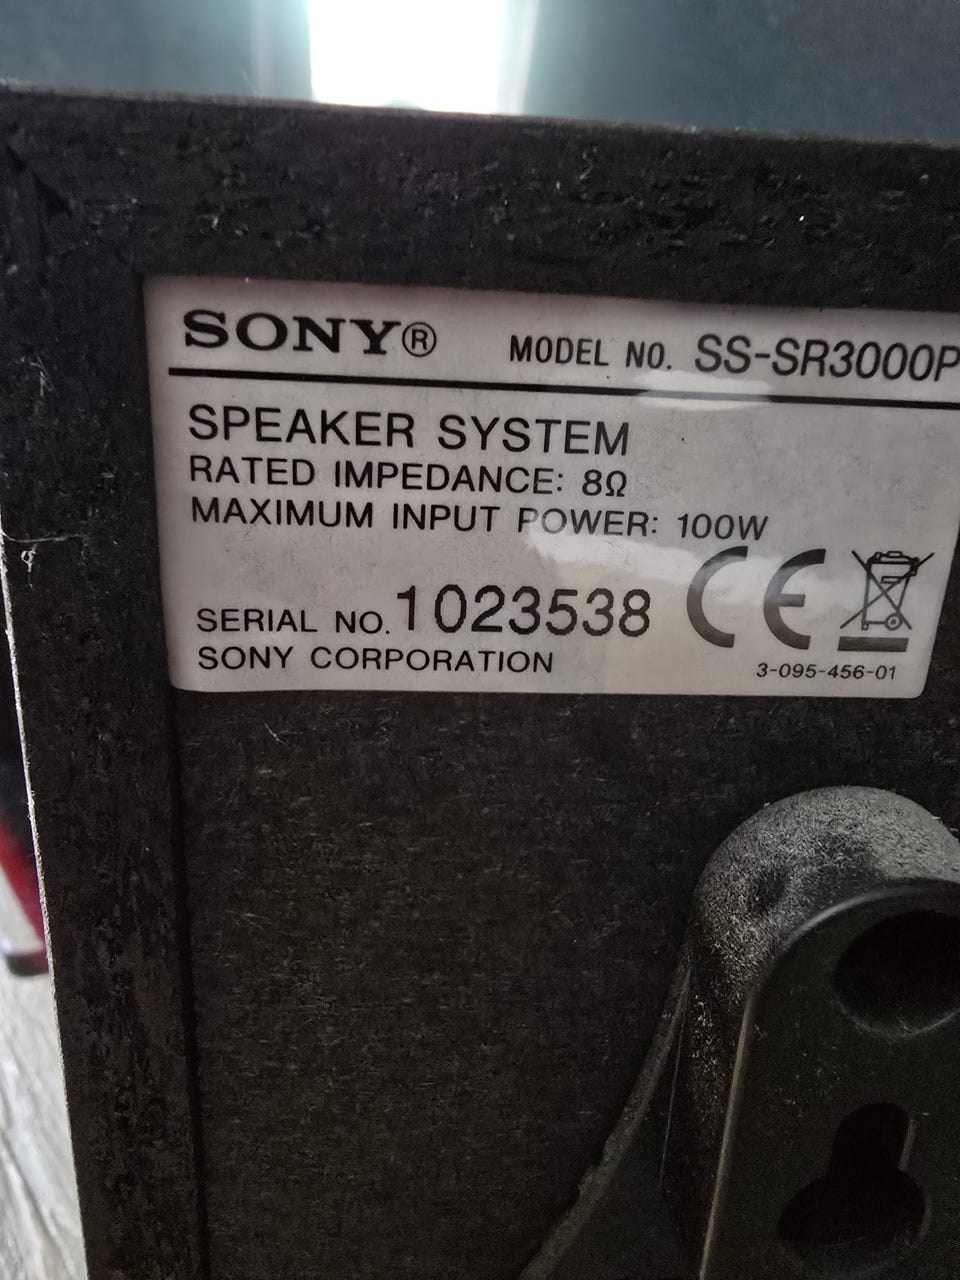 SONY® MODEL NO. SS-SR3000P
SPEAKER SYSTEM
RATED IMPEDANCE: 8Ω
MAXIMUM INPUT POWER: 100W
SERIAL NO. 1023538
SONY CORPORATION
CE
3-095-456-01